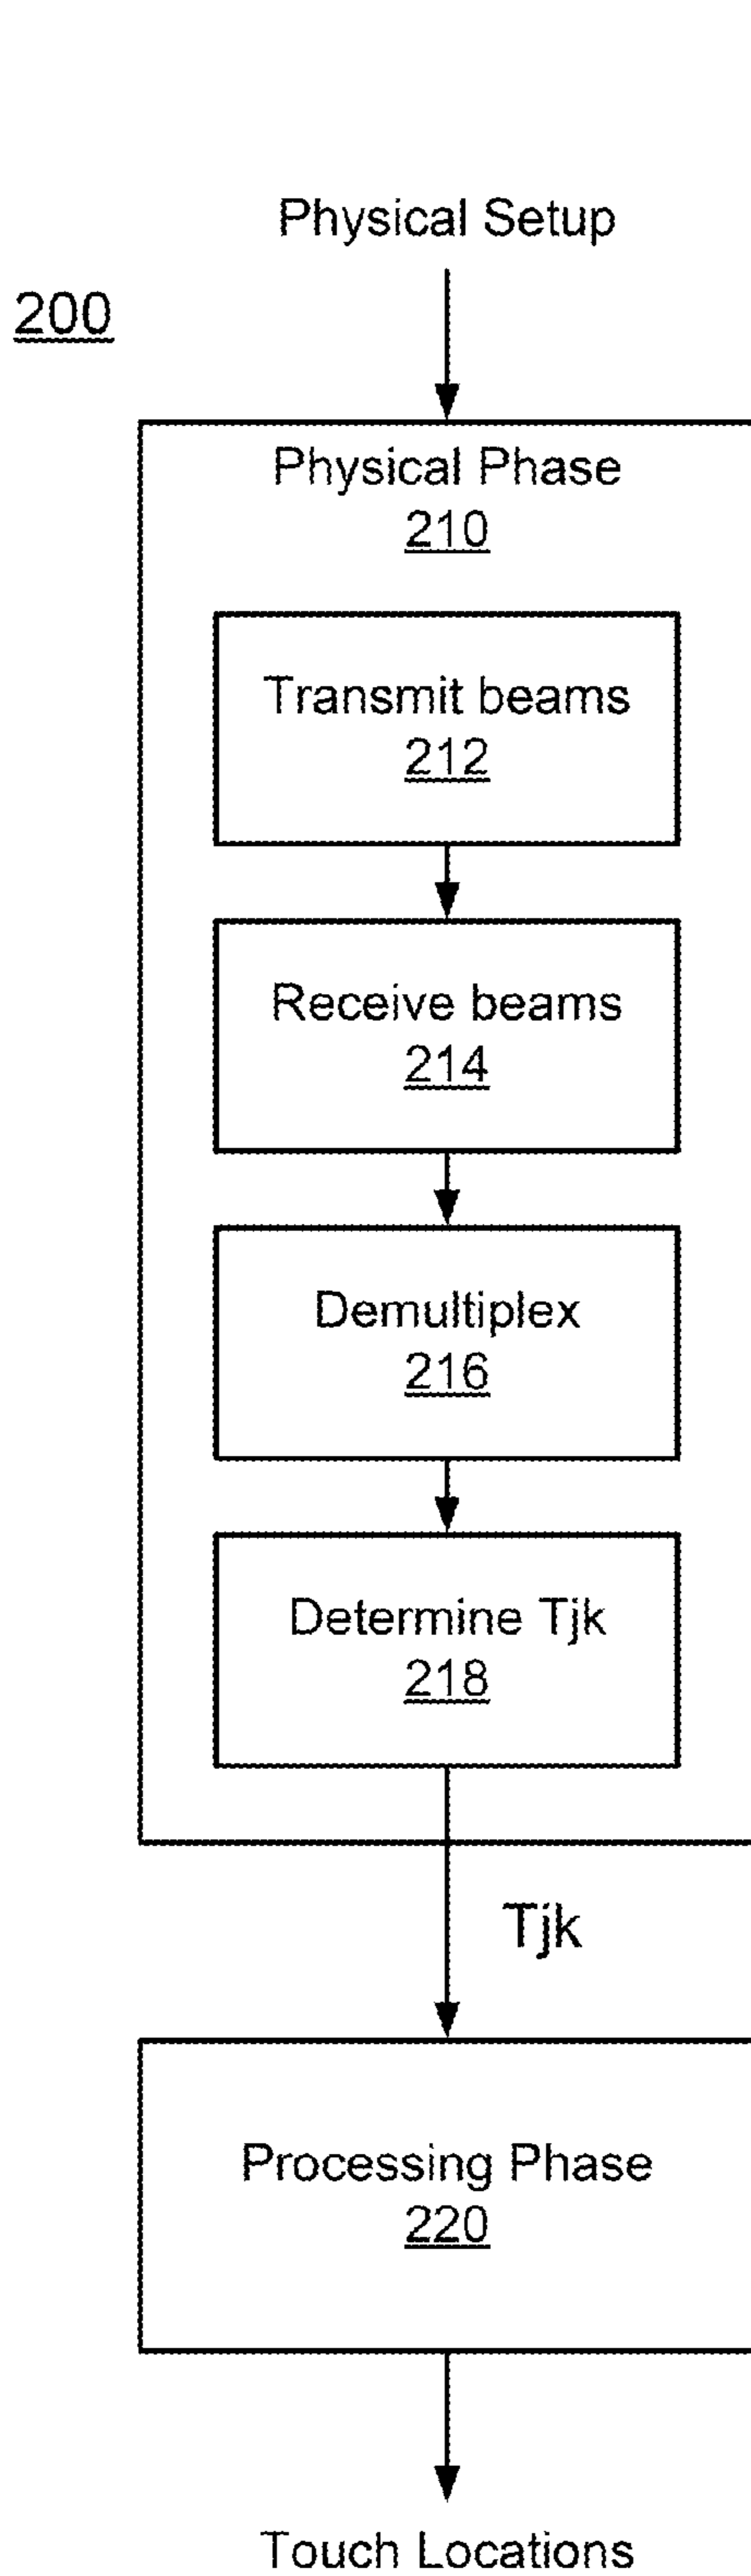 Physical Setup
200
Physical Phase
210
Transmit beams
212
Receive beams
214
Demultiplex
216
Determine Tjk
218
Tjk
Processing Phase
220
Touch Locations